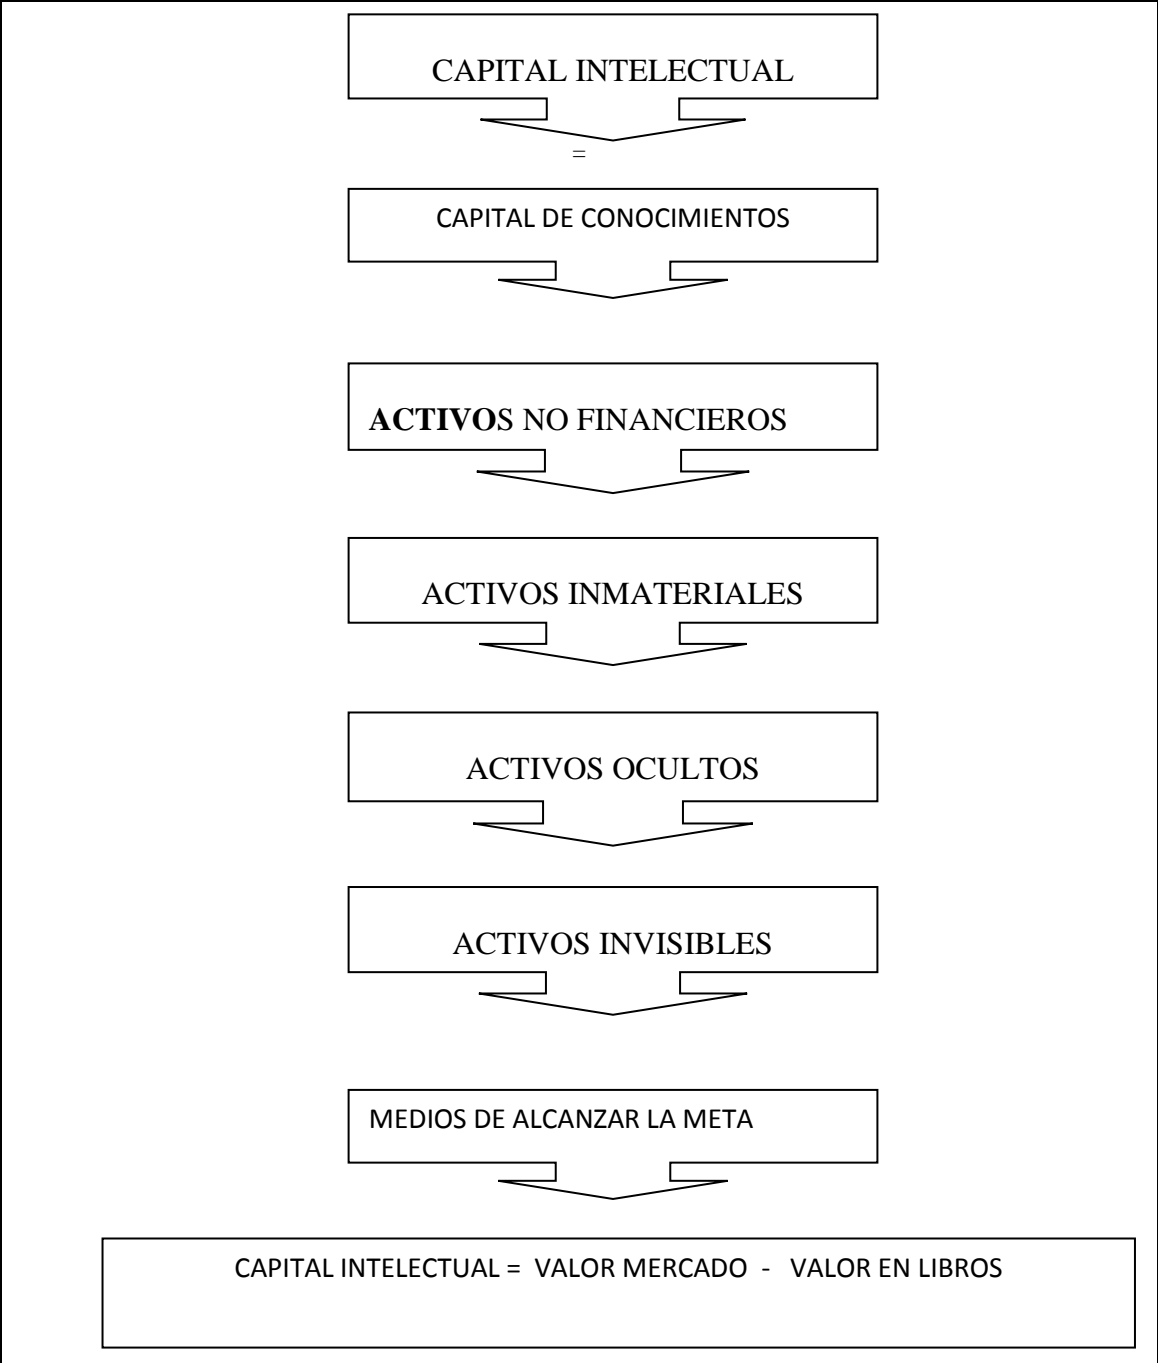 CAPITAL INTELECTUAL
=
CAPITAL DE CONOCIMIENTOS
ACTIVOS NO FINANCIEROS
ACTIVOS INMATERIALES
ACTIVOS OCULTOS
ACTIVOS INVISIBLES
MEDIOS DE ALCANZAR LA META
CAPITAL INTELECTUAL = VALOR MERCADO - VALOR EN LIBROS